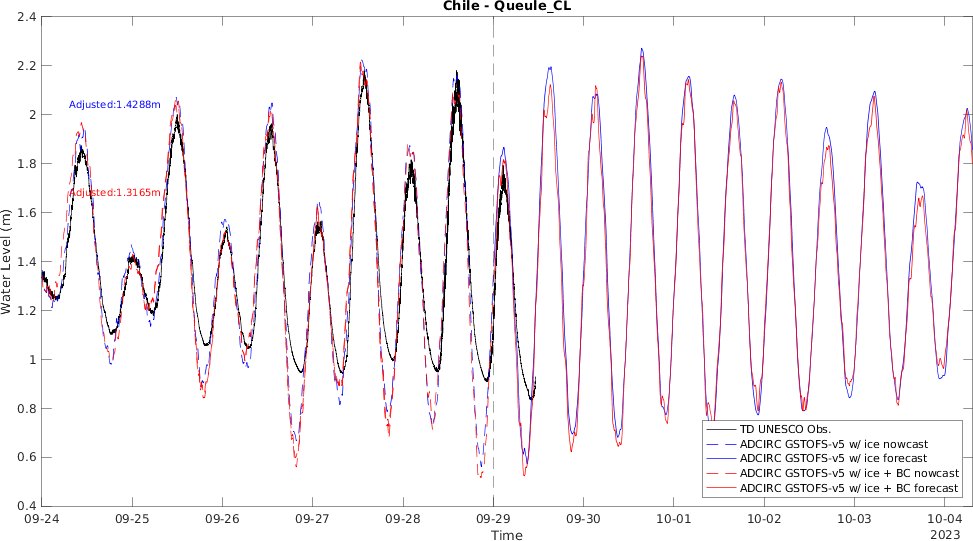 Chile - Queule_CL
2.4
2.2
2
1.8
1.6
1.4
1.2
1
0.8
0.6
0.4
Water Level (m)
Adjusted:1.4288m
Adjusted:1.3165m
TD UNESCO Obs.
ADCIRC GSTOFS-v5 w/ ice nowcast
ADCIRC GSTOFS-v5 w/ ice forecast
ADCIRC GSTOFS-v5 w/ ice + BC nowcast
ADCIRC GSTOFS-v5 w/ ice + BC forecast
09-24 09-25 09-26 09-27 09-28 09-29 09-30 10-01 10-02 10-03 10-04
Time
2023